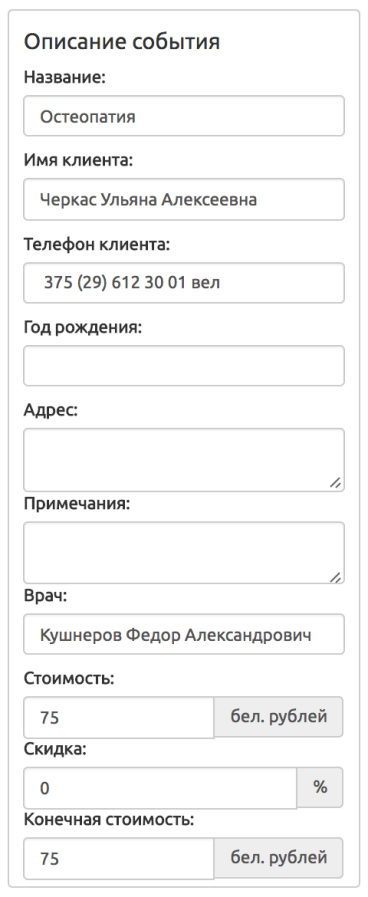 Описание события
Название:
Остеопатия
Имя клиента:
Черкас Ульяна Алексеевна
Телефон клиента:
375 (29) 612 30 01 вел
Год рождения:
Адрес:
Примечания:
Врач:
Кушнеров Федор Александрович
Стоимость:
75 бел. рублей
Скидка:
0 %
Конечная стоимость:
75 бел. рублей